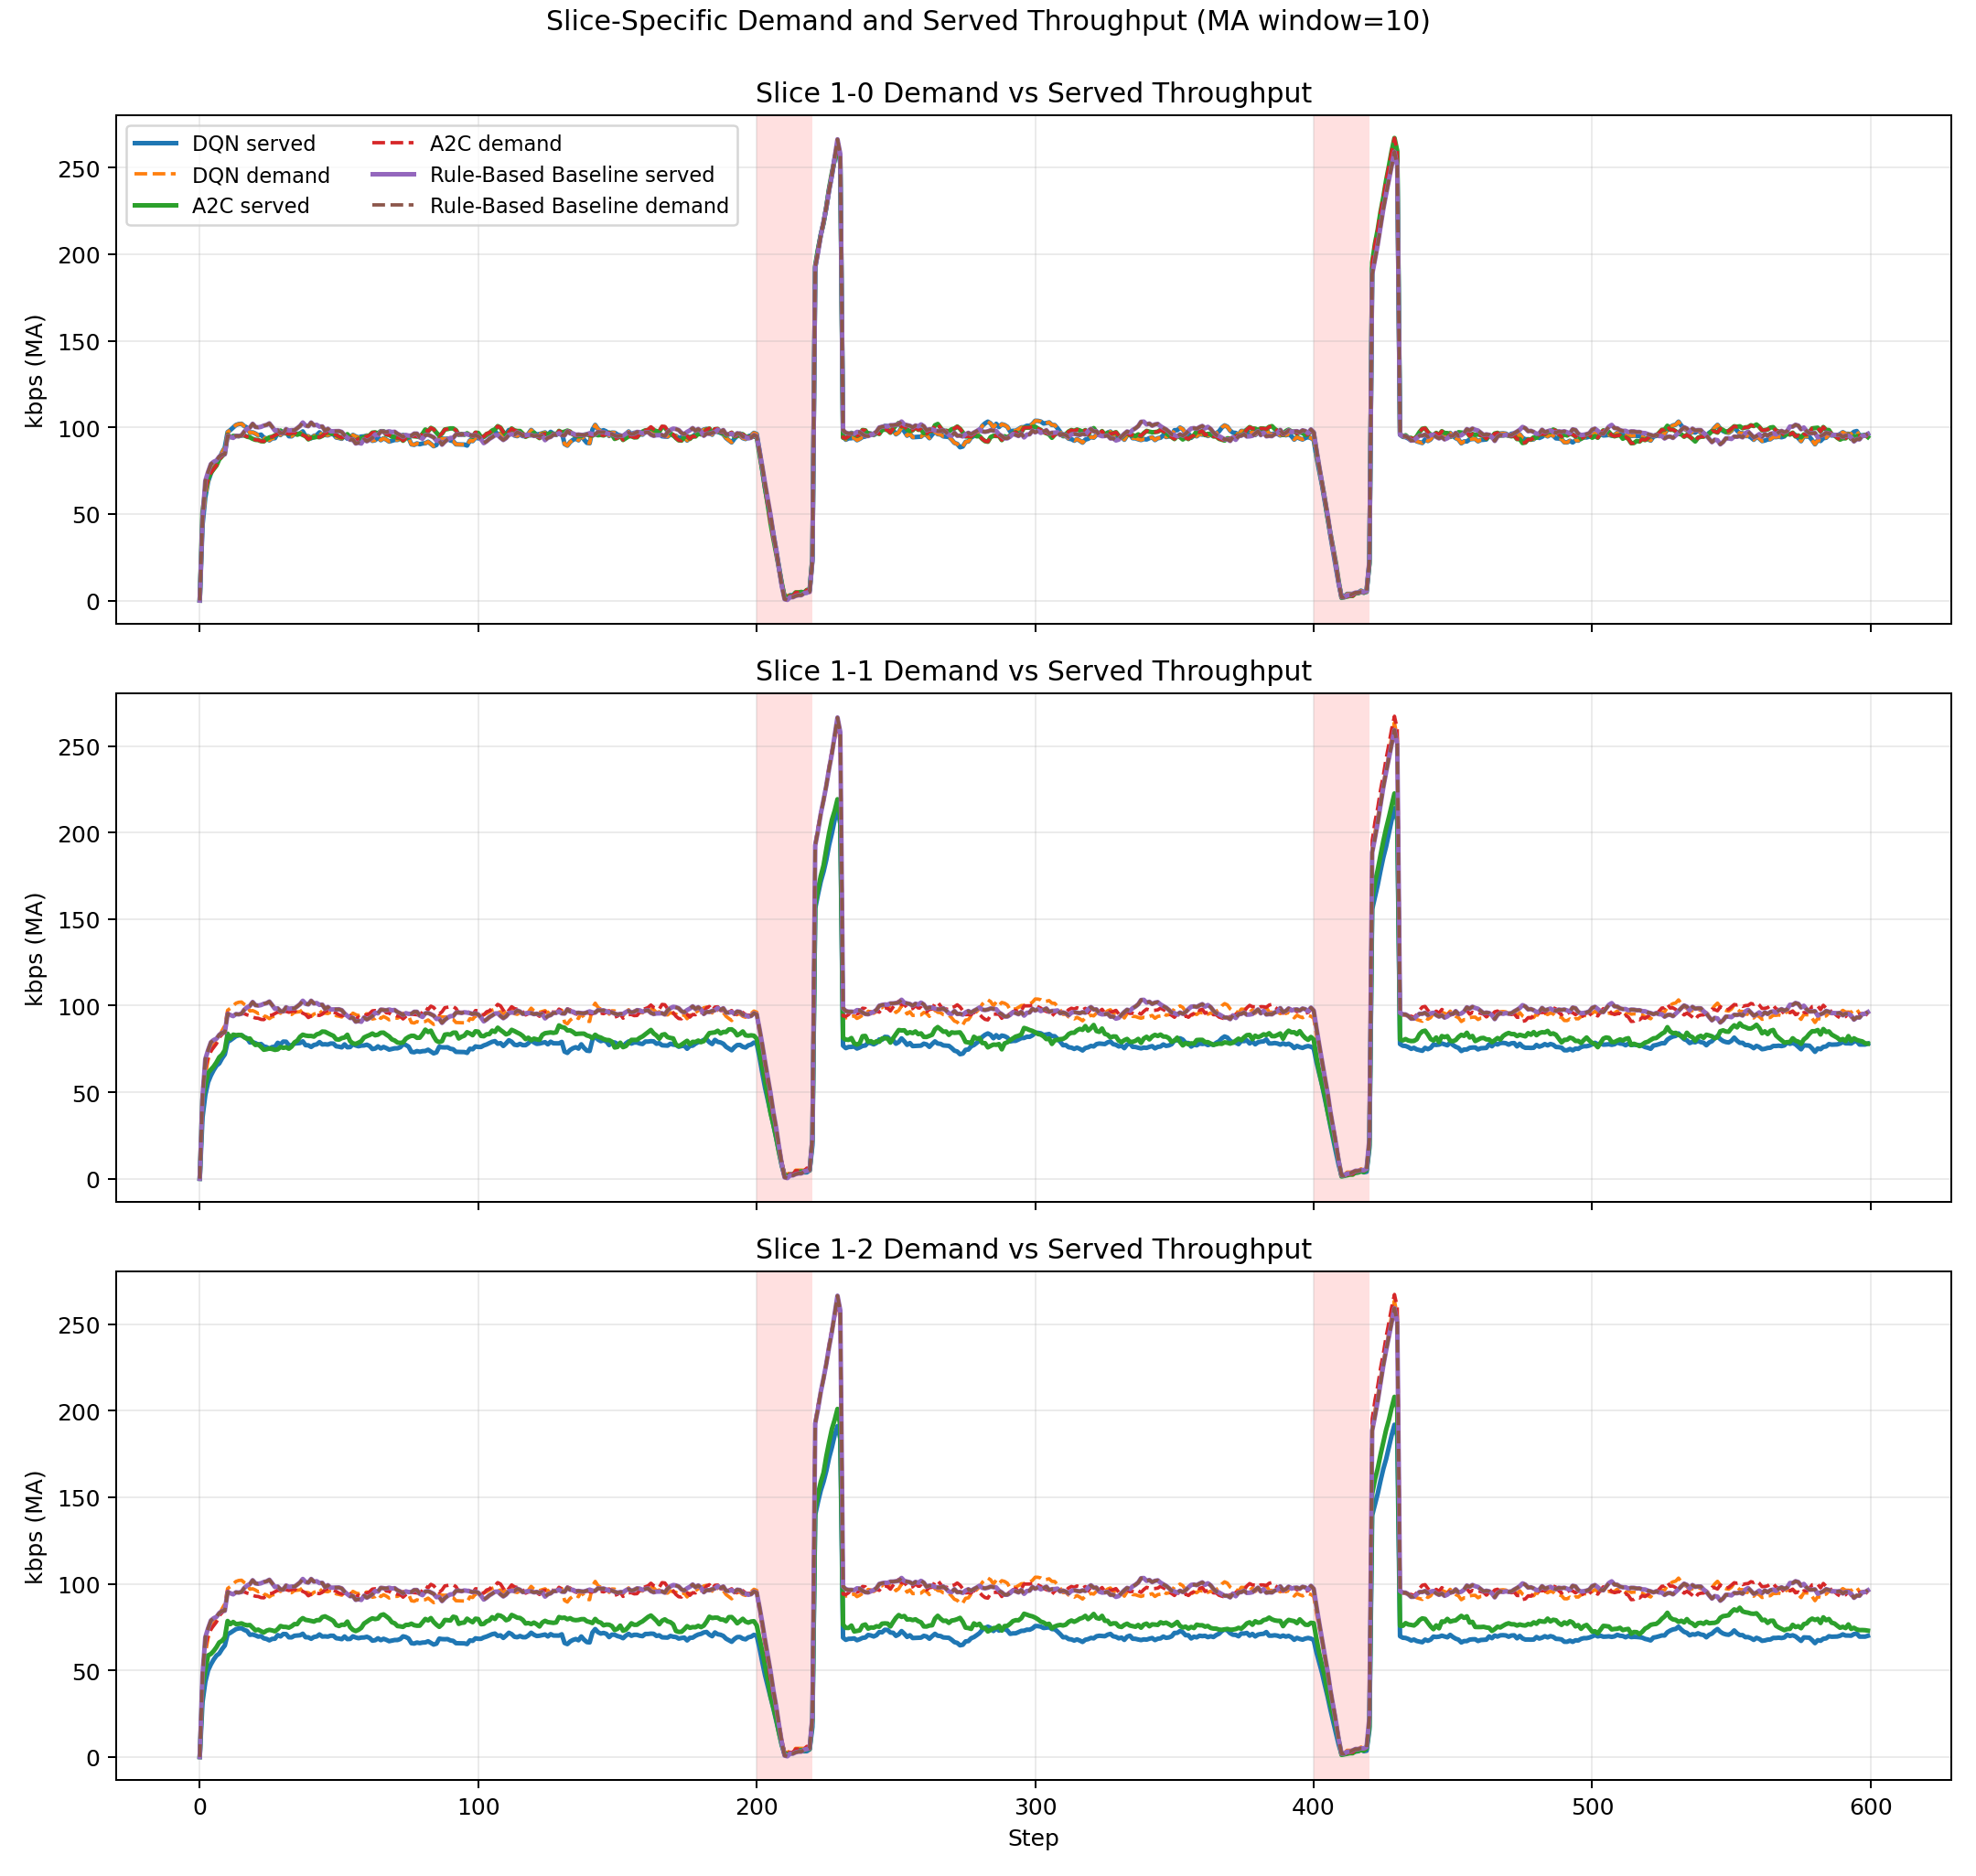 Slice-Specific Demand and Served Throughput (MA window=10)
Slice 1-0 Demand vs Served Throughput
DQN served
DQN demand
A2C served
A2C demand
Rule-Based Baseline served
Rule-Based Baseline demand
kbps (MA)
250
200
150
100
50
0
Slice 1-1 Demand vs Served Throughput
kbps (MA)
250
200
150
100
50
0
Slice 1-2 Demand vs Served Throughput
kbps (MA)
250
200
150
100
50
0
0 100 200 300 400 500 600
Step